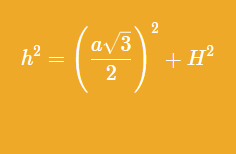 h² = (a√3 / 2)² + H²